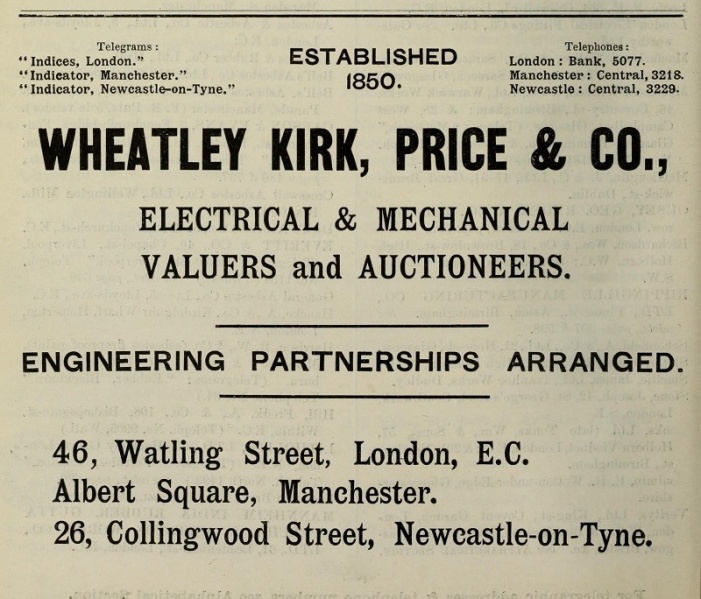 Telegrams:
"Indices, London."
"Indicator, Manchester."
"Indicator, Newcastle-on-Tyne."
ESTABLISHED
1850.
Telephones:
London: Bank, 5077.
Manchester: Central, 3218.
Newcastle: Central, 3229.
WHEATLEY KIRK, PRICE & CO.,
ELECTRICAL & MECHANICAL
VALUERS and AUCTIONEERS.
ENGINEERING PARTNERSHIPS ARRANGED.
46, Watling Street, London, E.C.
Albert Square, Manchester.
26, Collingwood Street, Newcastle-on-Tyne.